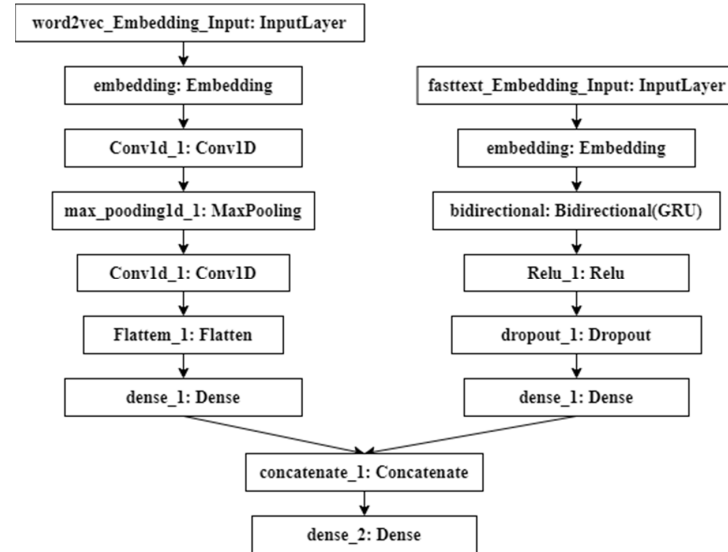 word2vec_Embedding_Input: InputLayer
embedding: Embedding
Conv1d_1: Conv1D
max_pooding1d_1: MaxPooling
Conv1d_1: Conv1D
Flattem_1: Flatten
dense_1: Dense
fasttext_Embedding_Input: InputLayer
embedding: Embedding
bidirectional: Bidirectional(GRU)
Relu_1: Relu
dropout_1: Dropout
dense_1: Dense
concatenate_1: Concatenate
dense_2: Dense